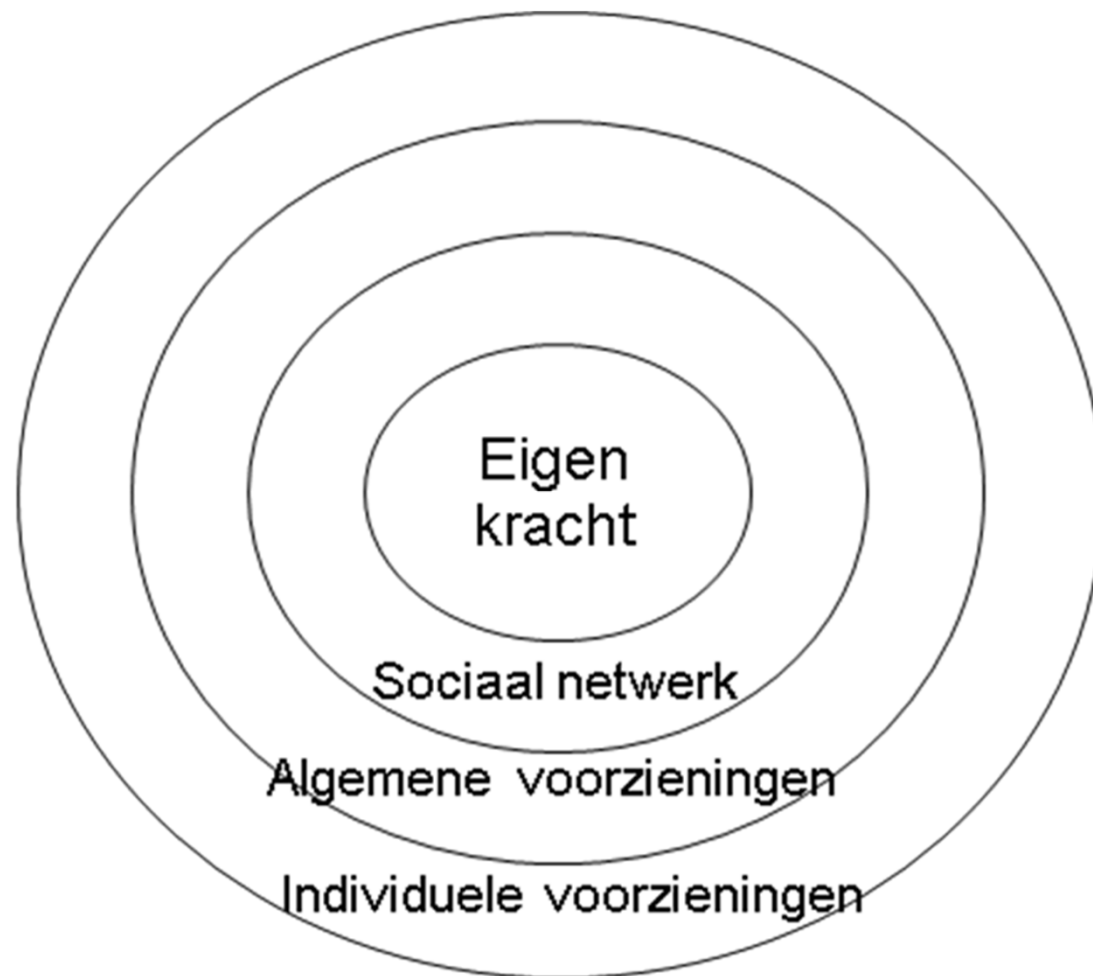 Eigen
kracht
Sociaal netwerk
Algemene voorzieningen
Individuele voorzieningen